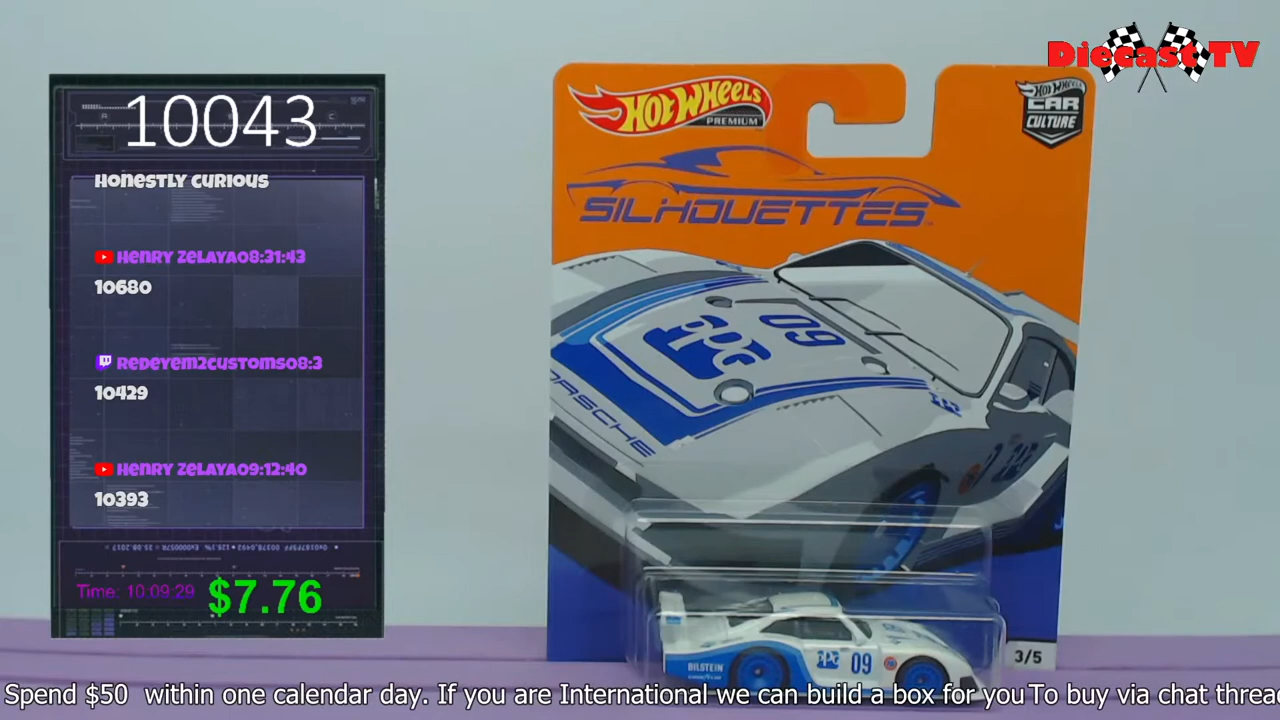 Diecast TV
10043
Honestly curious
Henry Zelaya08:31:43
10680
Redeyem2customs08:3
10429
Henry Zelaya09:12:40
10393
Time: 10:09:29
$7.76
HOT WHEELS
PREMIUM
HOT WHEELS
CAR
CULTURE
SILHOUETTES
09
PPG
PORSCHE
BILSTEIN
PPG
09
3/5
Spend $50 within one calendar day. If you are International we can build a box for you To buy via chat threa